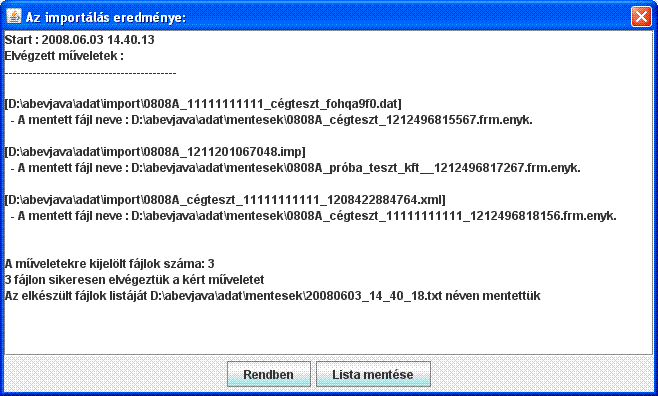 Az importálás eredménye:
Start : 2008.06.03 14.40.13
Elvégzett műveletek :
-------------------------------------------
[D:\abevjava\adat\import\0808A_11111111111_cégteszt_fohqa9f0.dat]
- A mentett fájl neve : D:\abevjava\adat\mentesek\0808A_cégteszt_1212496815567.frm.enyk.
[D:\abevjava\adat\import\0808A_1211201067048.imp]
- A mentett fájl neve : D:\abevjava\adat\mentesek\0808A_próba_teszt_kft__1212496817267.frm.enyk.
[D:\abevjava\adat\import\0808A_cégteszt_11111111111_1208422884764.xml]
- A mentett fájl neve : D:\abevjava\adat\mentesek\0808A_cégteszt_11111111111_1212496818156.frm.enyk.
A műveletekre kijelölt fájlok száma: 3
3 fájlon sikeresen elvégeztük a kért műveletet
Az elkészült fájlok listáját D:\abevjava\adat\mentesek\20080603_14_40_18.txt néven mentettük
Rendben Lista mentése